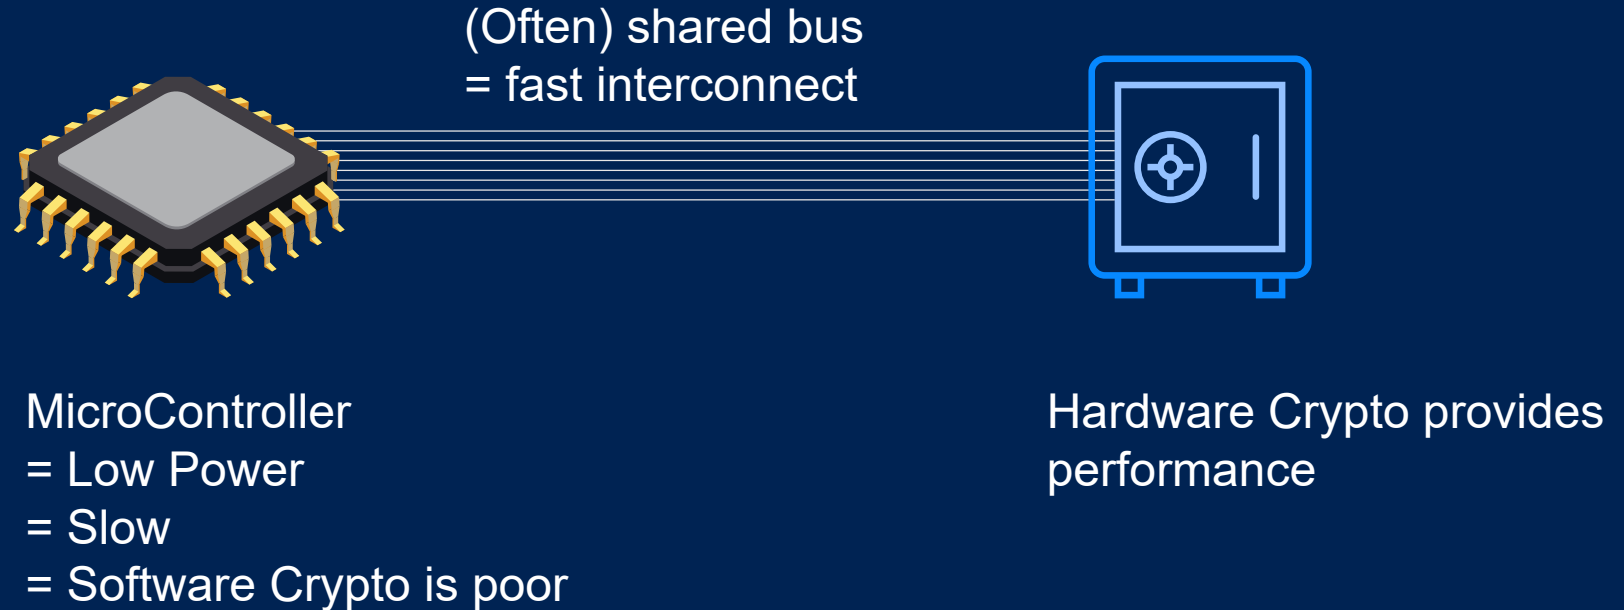 (Often) shared bus
= fast interconnect
MicroController
= Low Power
= Slow
= Software Crypto is poor
Hardware Crypto provides
performance